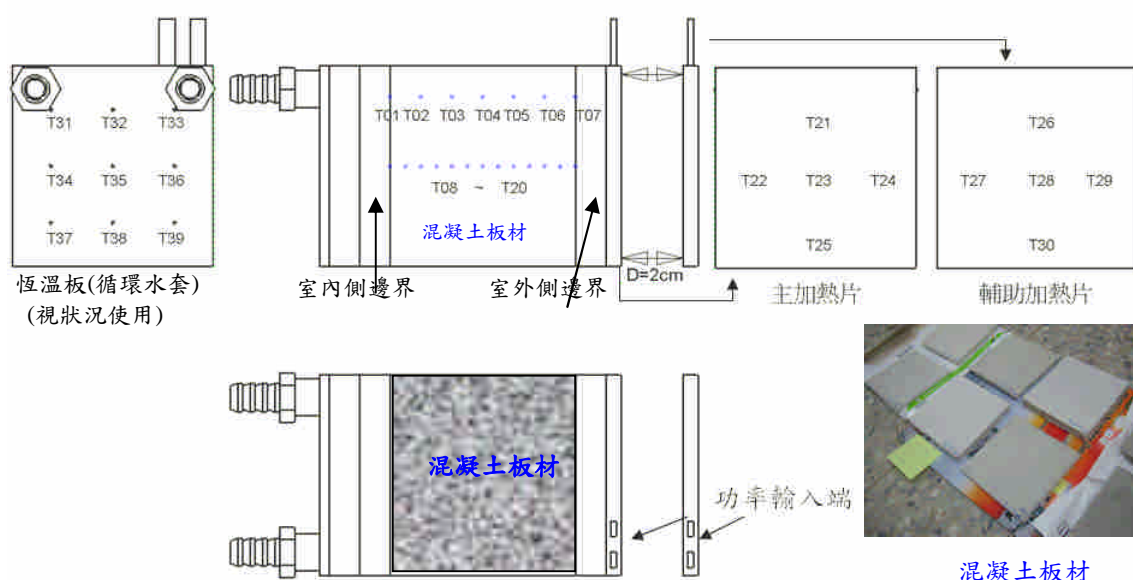 T31 T32 T33
T34 T35 T36
T37 T38 T39
恆溫板(循環水套)
(視狀況使用)
T01 T02 T03 T04 T05 T06 T07
T08 ~ T20
混凝土板材
室內側邊界
室外側邊界
D=2cm
T21
T22 T23 T24
T25
主加熱片
T26
T27 T28 T29
T30
輔助加熱片
混凝土板材
功率輸入端
混凝土板材